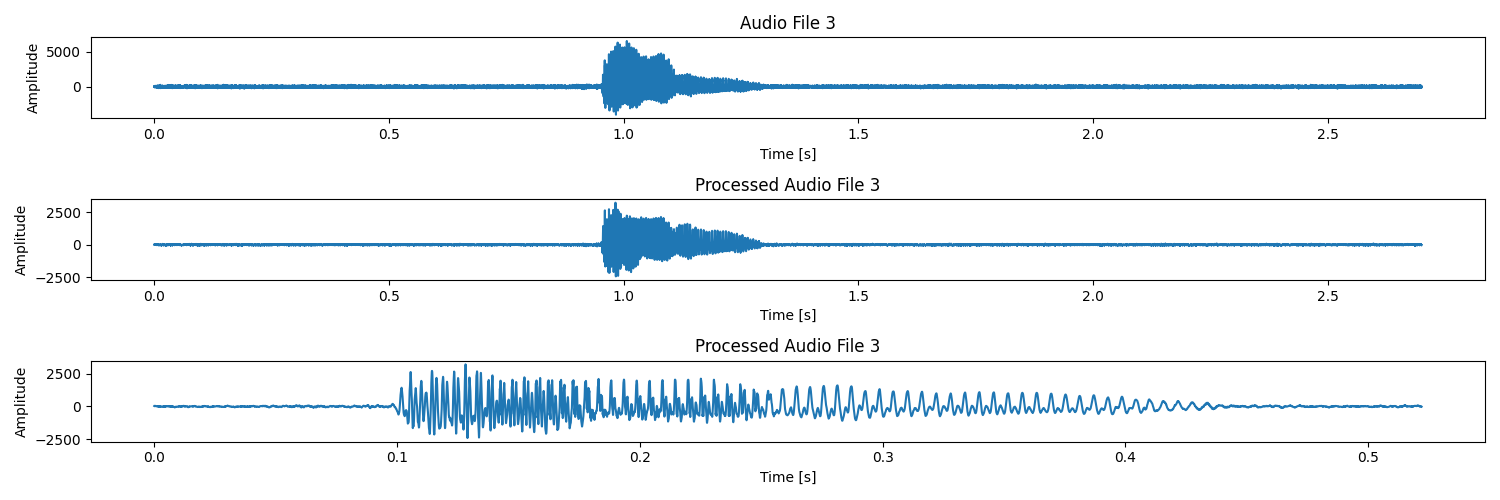 Audio File 3
Amplitude
5000
0
0.0 0.5 1.0 1.5 2.0 2.5
Time [s]
Processed Audio File 3
Amplitude
2500
0
−2500
0.0 0.5 1.0 1.5 2.0 2.5
Time [s]
Processed Audio File 3
Amplitude
2500
0
−2500
0.0 0.1 0.2 0.3 0.4 0.5
Time [s]